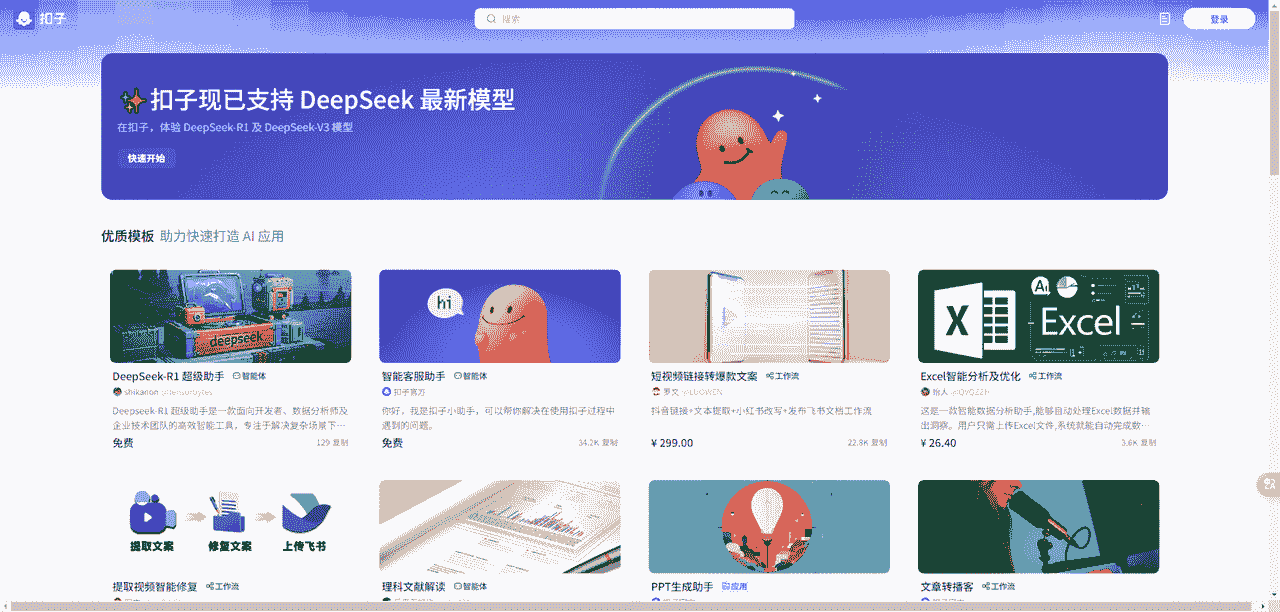 扣子
搜索
登录
扣子现已支持 DeepSeek 最新模型
在扣子，体验 DeepSeek-R1 及 DeepSeek-V3 模型
快速开始
优质模板 助力快速打造 AI 应用
deepseek
hi
Excel
DeepSeek-R1 超级助手 智能体
shikanon
Deepseek-R1 超级助手是一款面向开发者、数据分析师及
企业技术团队的高效智能工具，专注于解决复杂场景下…
免费 129 复制
智能客服助手 智能体
扣子官方
你好，我是扣子小助手，可以帮你解决在使用扣子过程中
遇到的问题。
免费 34.2K 复制
短视频链接转爆款文案 工作流
罗文
抖音链接+文本提取+小红书改写+发布飞书文档工作流
¥ 299.00 22.8K 复制
Excel智能分析及优化 工作流
这是一款智能数据分析助手,能够自动处理Excel数据并输
出洞察。用户只需上传Excel文件,系统就能自动完成数…
¥ 26.40 3.6K 复制
提取文案 修复文案 上传飞书
提取视频智能修复 工作流
理科文献解读 智能体
PPT生成助手 应用
文章转播客 工作流